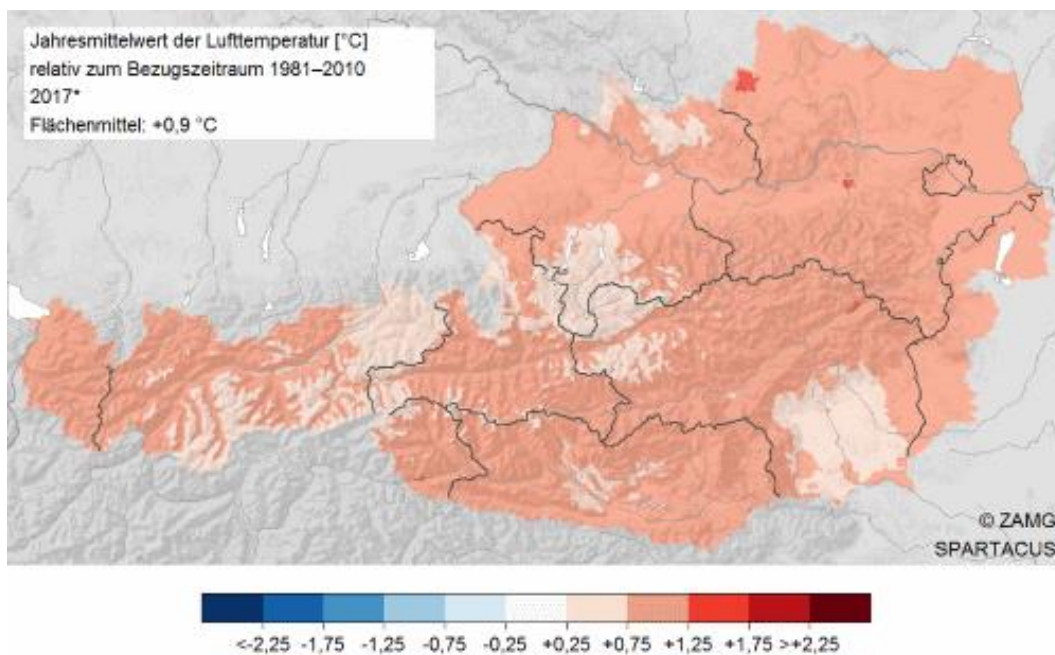 Jahresmittelwert der Lufttemperatur [°C]
relativ zum Bezugszeitraum 1981–2010
2017*
Flächenmittel: +0,9 °C
© ZAMG
SPARTACUS
<-2,25 -1,75 -1,25 -0,75 -0,25 +0,25 +0,75 +1,25 +1,75 >+2,25